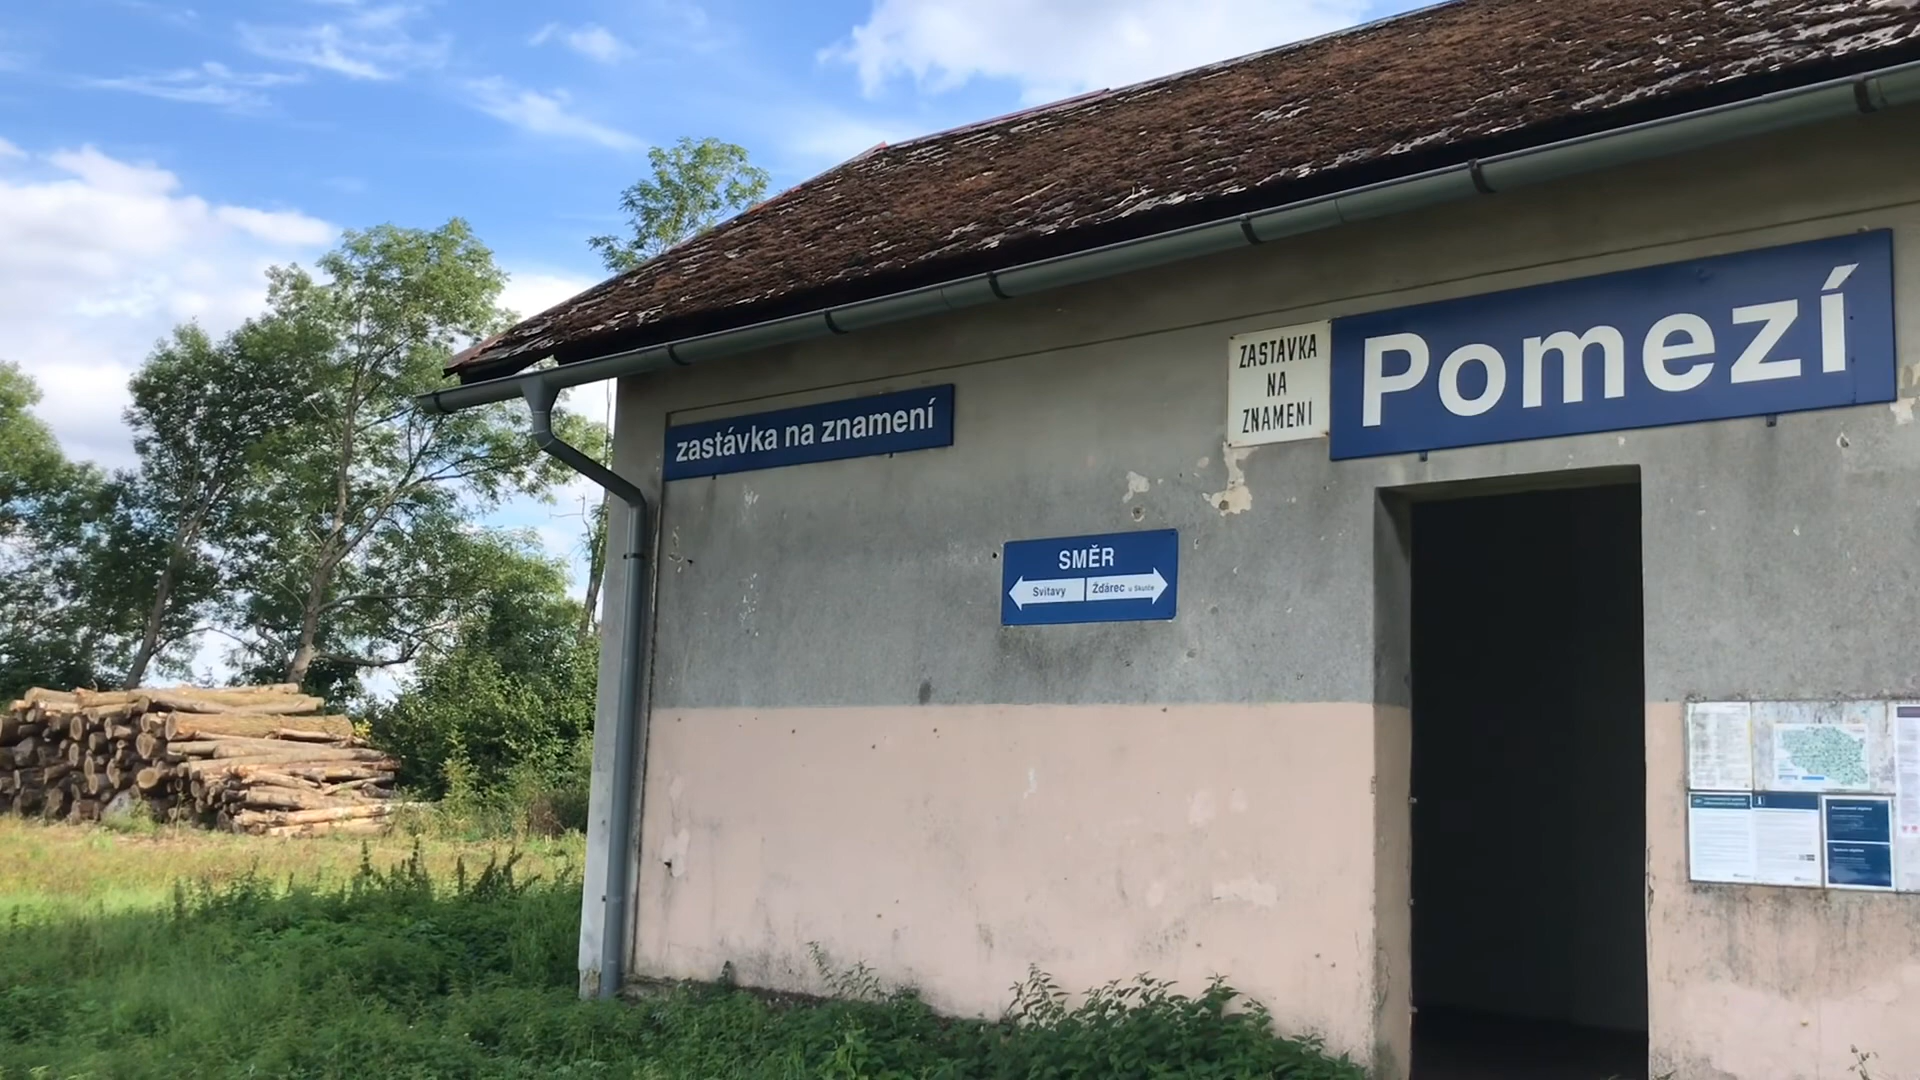 zastávka na znamení
ZASTÁVKA
NA
ZNAMENÍ
Pomezí
SMĚR
Svitavy
Žďárec u Skutče